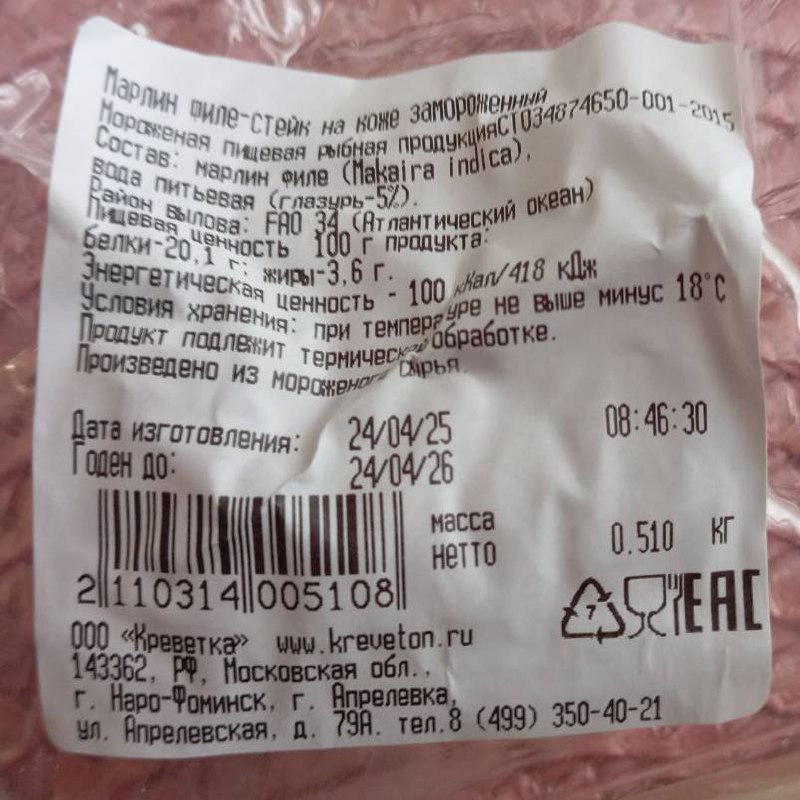 Марлин филе-стейк на коже замороженный
Мороженая пищевая рыбная продукцияСТО34874650-001-2015
Состав: марлин филе (Makaira indica),
вода питьевая (глазурь-5%).
Район вылова: FAO 34 (Атлантический океан)
Пищевая ценность 100 г продукта:
белки-20,1 г; жиры-3,6 г.
Энергетическая ценность - 100 кКал/418 кДж
Условия хранения: при температуре не выше минус 18°C
Продукт подлежит термической обработке.
Произведено из мороженого сырья
Дата изготовления: 24/04/25 08:46:30
Годен до: 24/04/26
масса
нетто 0.510 кг
2 110314 005108
7 EAC
ООО «Креветка» www.kreveton.ru
143362, РФ, Московская обл.,
г. Наро-Фоминск, г. Апрелевка,
ул. Апрелевская, д. 79А. тел.8 (499) 350-40-21